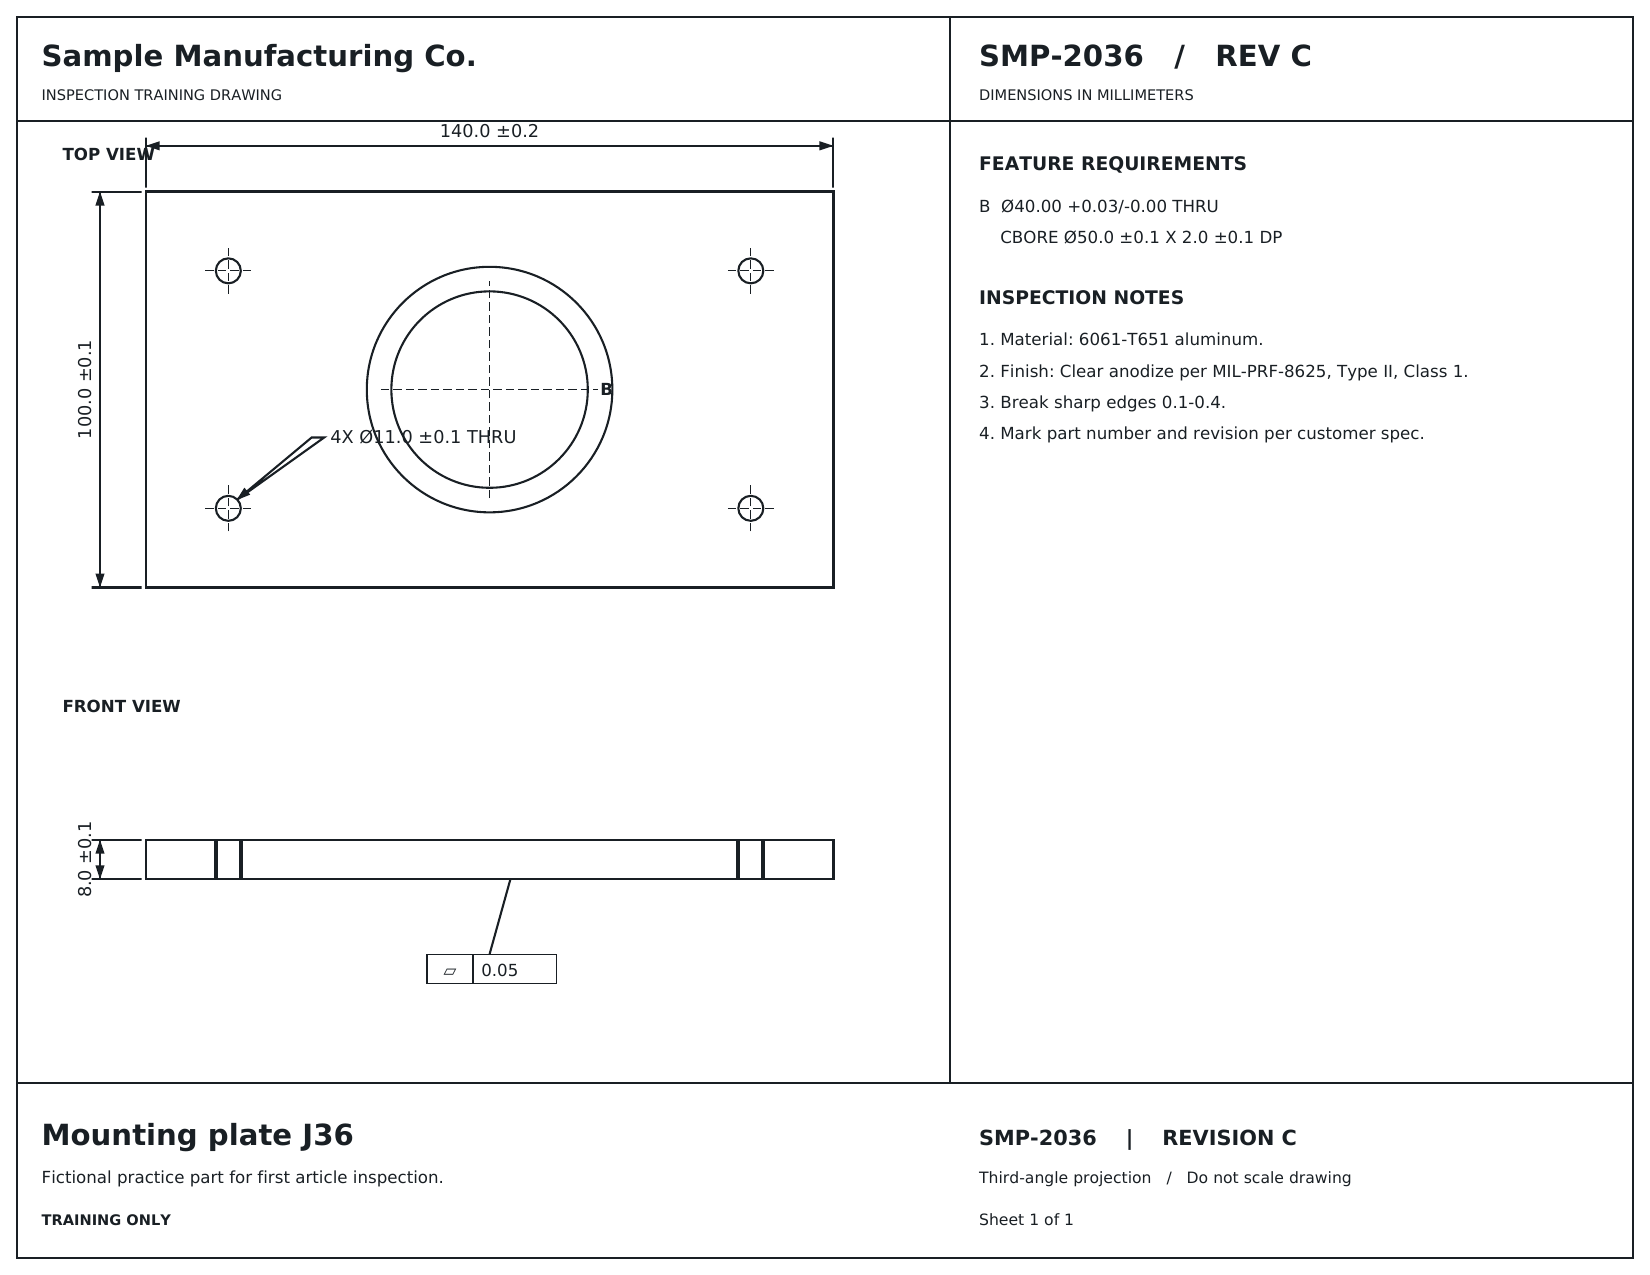 Sample Manufacturing Co.
INSPECTION TRAINING DRAWING
SMP-2036 / REV C
DIMENSIONS IN MILLIMETERS
140.0 ±0.2
TOP VIEW
100.0 ±0.1
B
4X Ø11.0 ±0.1 THRU
FRONT VIEW
8.0 ±0.1
▱ 0.05
FEATURE REQUIREMENTS
B Ø40.00 +0.03/-0.00 THRU
CBORE Ø50.0 ±0.1 X 2.0 ±0.1 DP
INSPECTION NOTES
1. Material: 6061-T651 aluminum.
2. Finish: Clear anodize per MIL-PRF-8625, Type II, Class 1.
3. Break sharp edges 0.1-0.4.
4. Mark part number and revision per customer spec.
Mounting plate J36
Fictional practice part for first article inspection.
TRAINING ONLY
SMP-2036 | REVISION C
Third-angle projection / Do not scale drawing
Sheet 1 of 1